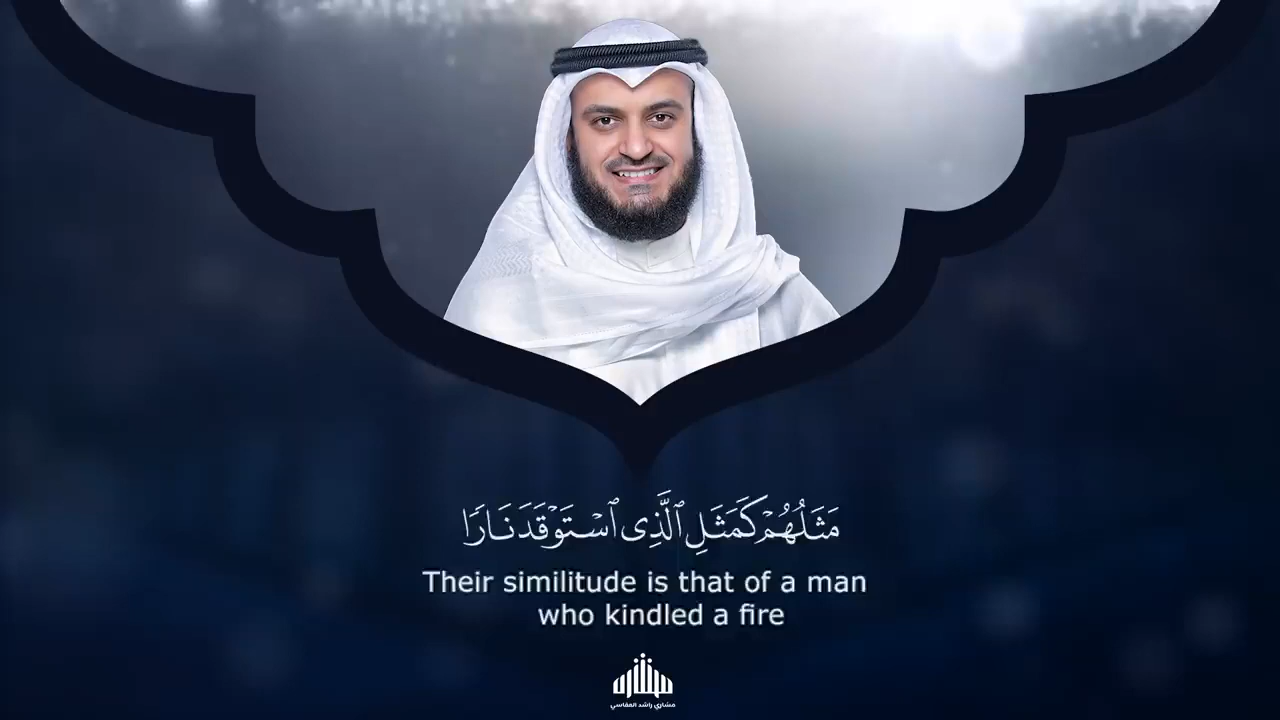 مَثَلُهُمْ كَمَثَلِ ٱلَّذِى ٱسْتَوْقَدَ نَارًا
Their similitude is that of a man
who kindled a fire
مشاري راشد العفاسي